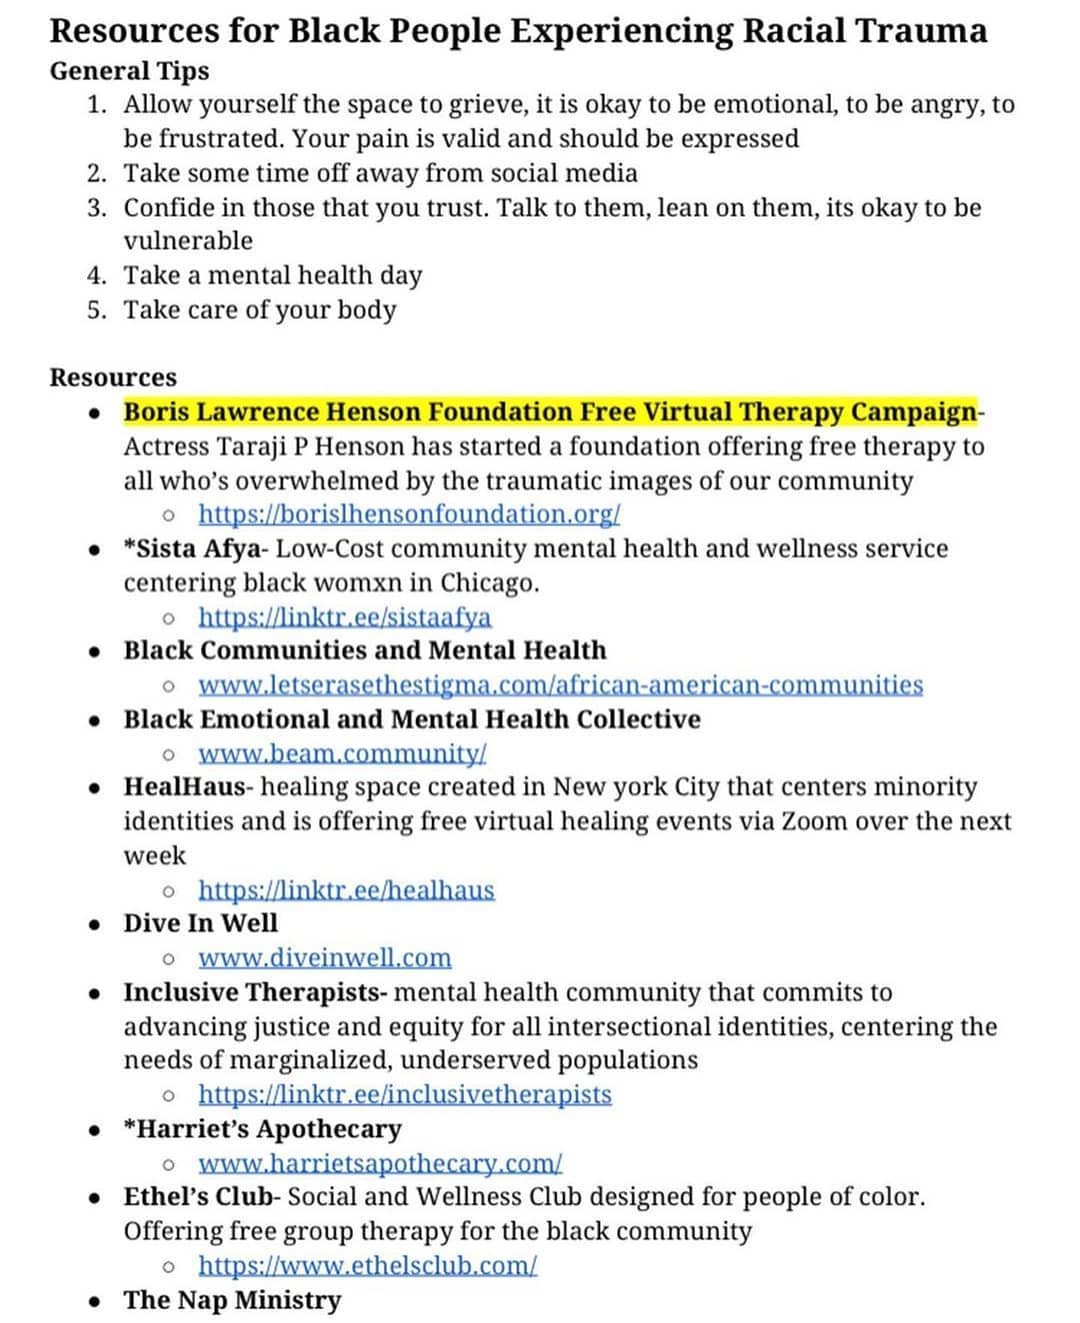 Resources for Black People Experiencing Racial Trauma
General Tips
1. Allow yourself the space to grieve, it is okay to be emotional, to be angry, to
be frustrated. Your pain is valid and should be expressed
2. Take some time off away from social media
3. Confide in those that you trust. Talk to them, lean on them, its okay to be
vulnerable
4. Take a mental health day
5. Take care of your body
Resources
● Boris Lawrence Henson Foundation Free Virtual Therapy Campaign-
Actress Taraji P Henson has started a foundation offering free therapy to
all who's overwhelmed by the traumatic images of our community
○ https://borislhensonfoundation.org/
● *Sista Afya- Low-Cost community mental health and wellness service
centering black womxn in Chicago.
○ https://linktr.ee/sistaafya
● Black Communities and Mental Health
○ www.letserasethestigma.com/african-american-communities
● Black Emotional and Mental Health Collective
○ www.beam.community/
● HealHaus- healing space created in New york City that centers minority
identities and is offering free virtual healing events via Zoom over the next
week
○ https://linktr.ee/healhaus
● Dive In Well
○ www.diveinwell.com
● Inclusive Therapists- mental health community that commits to
advancing justice and equity for all intersectional identities, centering the
needs of marginalized, underserved populations
○ https://linktr.ee/inclusivetherapists
● *Harriet's Apothecary
○ www.harrietsapothecary.com/
● Ethel's Club- Social and Wellness Club designed for people of color.
Offering free group therapy for the black community
○ https://www.ethelsclub.com/
● The Nap Ministry